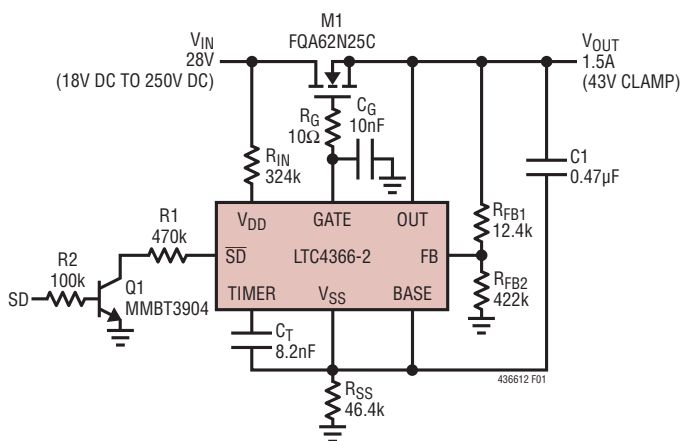 M1
FQA62N25C
VIN
28V
(18V DC TO 250V DC)
VOUT
1.5A
(43V CLAMP)
RG
10Ω
CG
10nF
RIN
324k
C1
0.47µF
VDD
GATE
OUT
SD
LTC4366-2
FB
TIMER
VSS
BASE
RFB1
12.4k
RFB2
422k
R1
470k
R2
100k
SD
Q1
MMBT3904
CT
8.2nF
RSS
46.4k
436612 F01